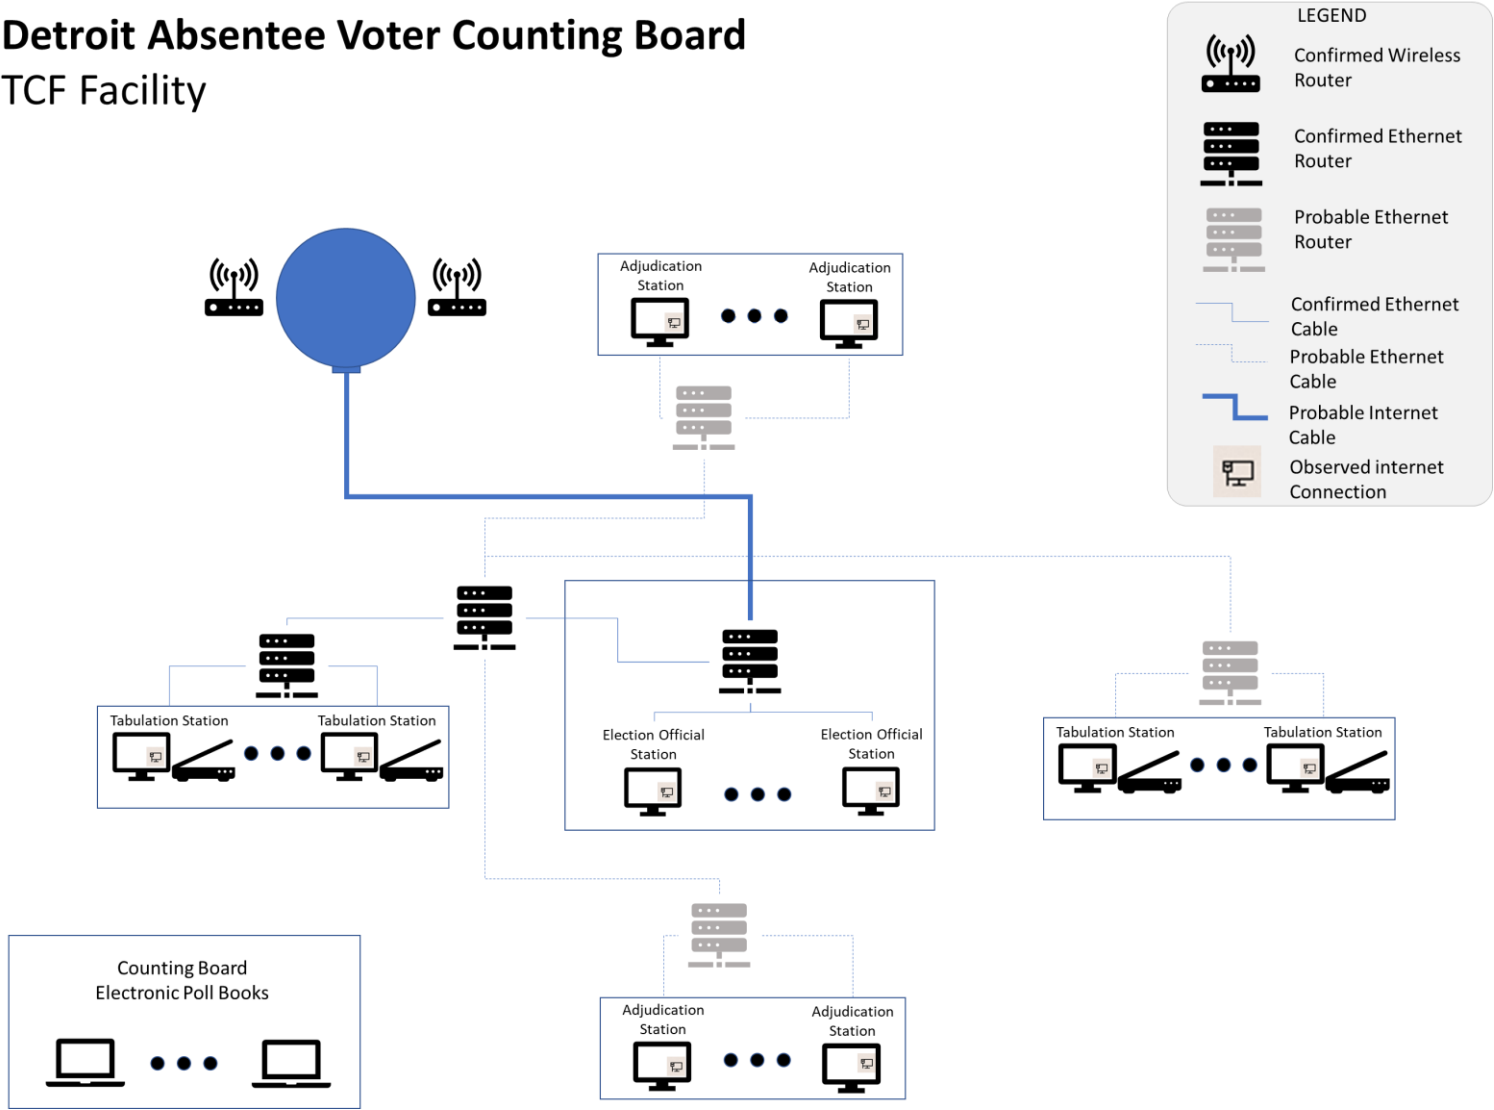 Detroit Absentee Voter Counting Board
TCF Facility
LEGEND
Confirmed Wireless
Router
Confirmed Ethernet
Router
Probable Ethernet
Router
Confirmed Ethernet
Cable
Probable Ethernet
Cable
Probable Internet
Cable
Observed internet
Connection
Adjudication
Station
Adjudication
Station
Tabulation Station
Tabulation Station
Election Official
Station
Election Official
Station
Tabulation Station
Tabulation Station
Counting Board
Electronic Poll Books
Adjudication
Station
Adjudication
Station